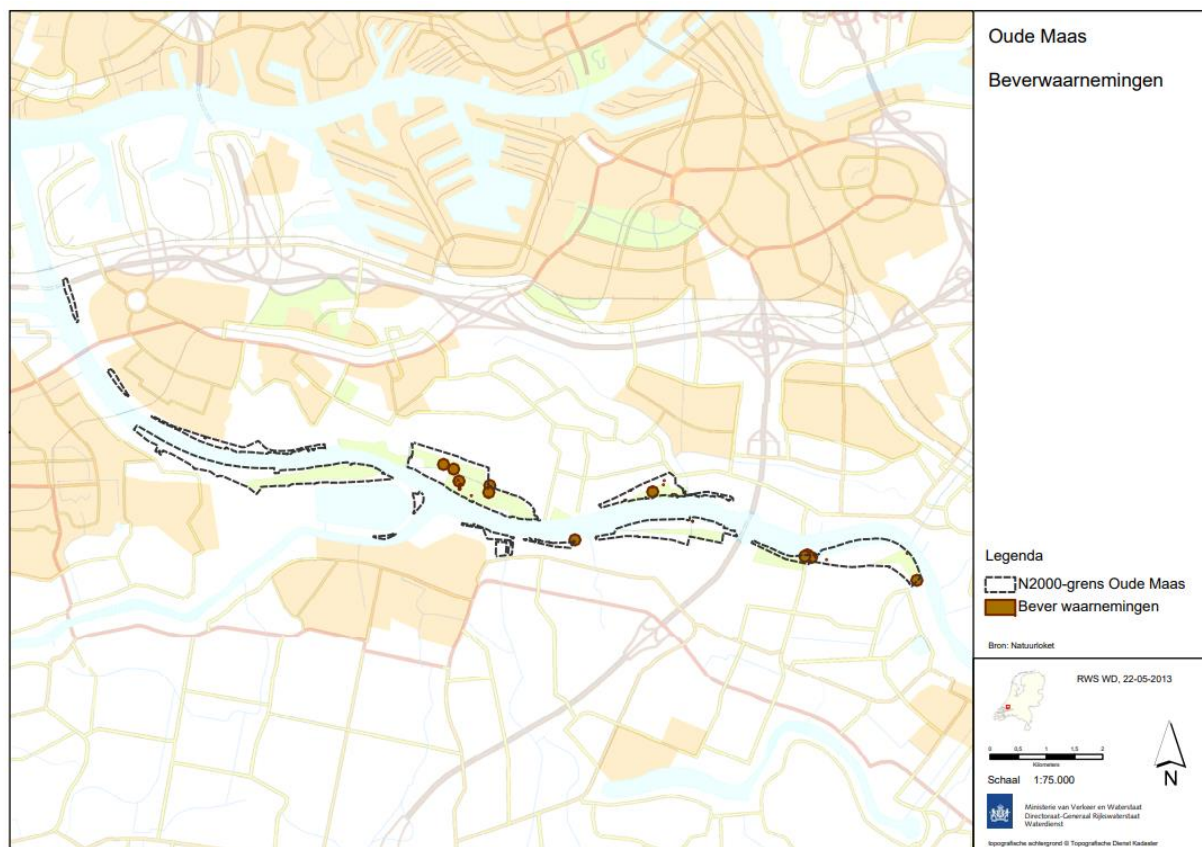 Oude Maas
Beverwaarnemingen
Legenda
N2000-grens Oude Maas
Bever waarnemingen
Bron: Natuurloket
RWS WD, 22-05-2013
0 0,5 1 1,5 2
Kilometers
Schaal 1:75.000
N
Ministerie van Verkeer en Waterstaat
Directoraat-Generaal Rijkswaterstaat
Waterdienst
topografische achtergrond © Topografische Dienst Kadaster